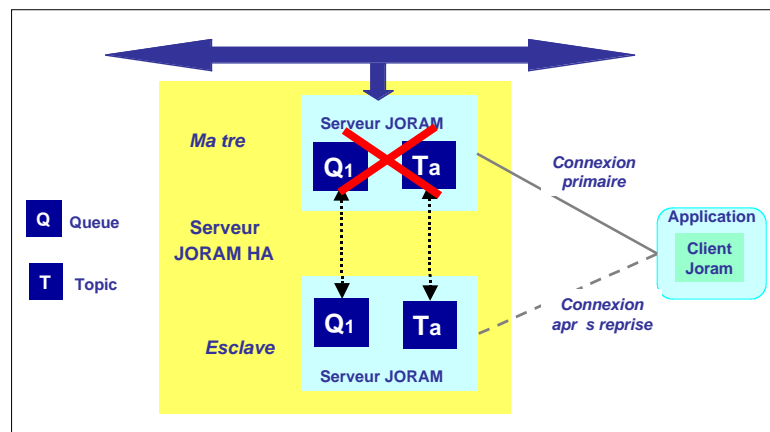 Serveur JORAM
Ma tre
Q1
Ta
Connexion
primaire
Q Queue
Serveur
JORAM HA
T Topic
Application
Client
Joram
Q1
Ta
Connexion
apr s reprise
Esclave
Serveur JORAM